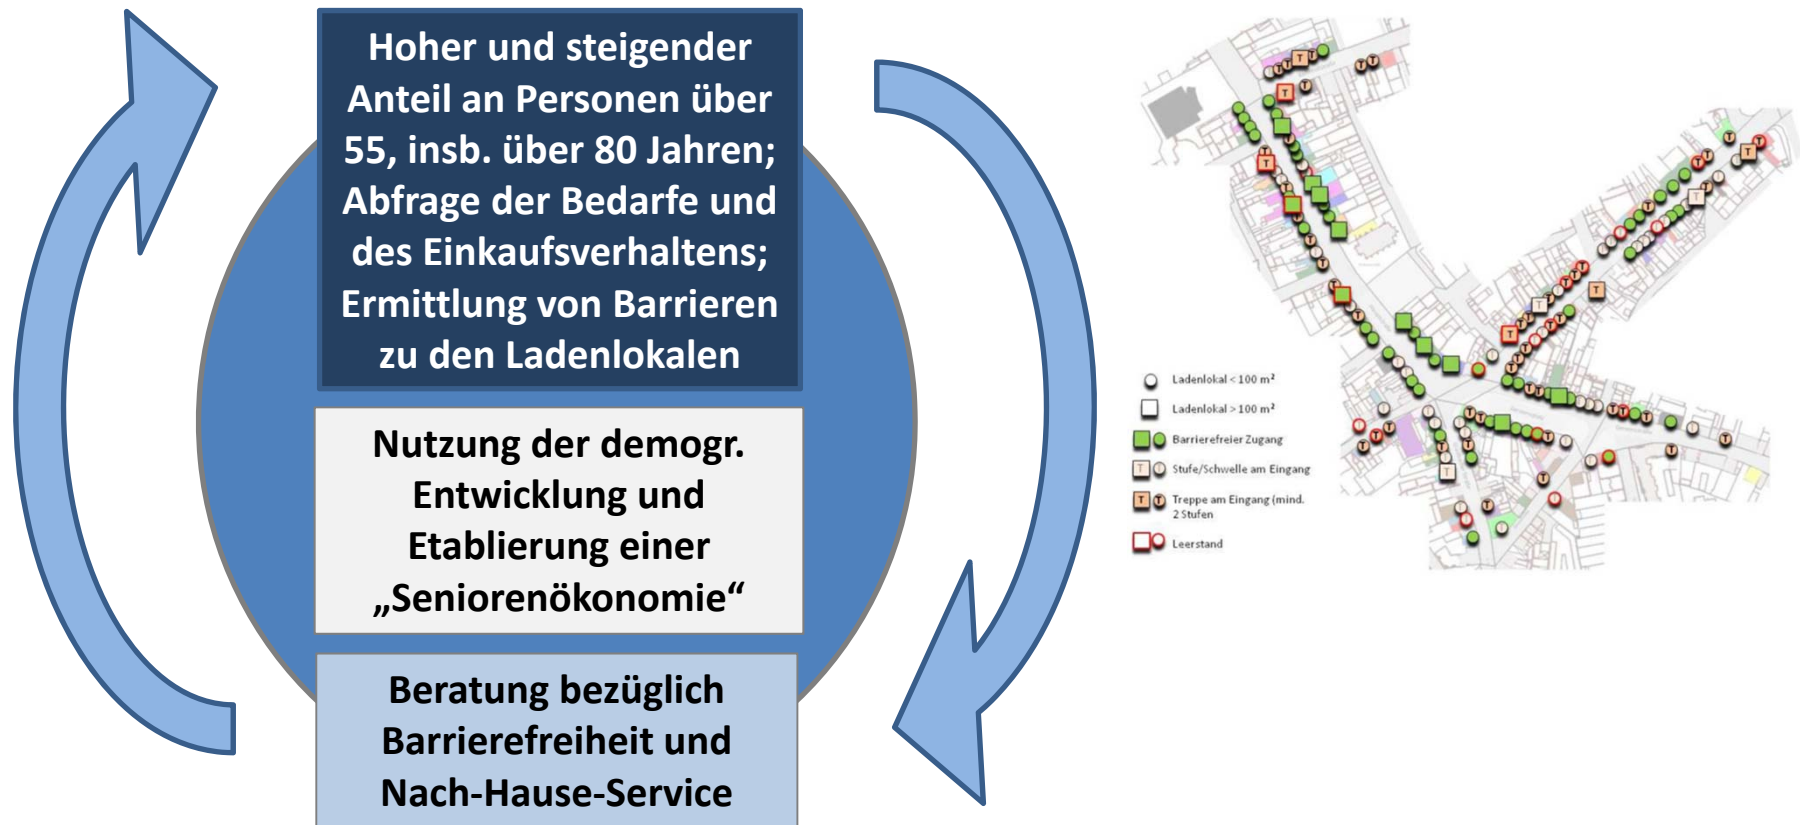 Hoher und steigender
Anteil an Personen über
55, insb. über 80 Jahren;
Abfrage der Bedarfe und
des Einkaufsverhaltens;
Ermittlung von Barrieren
zu den Ladenlokalen
Nutzung der demogr.
Entwicklung und
Etablierung einer
„Seniorenökonomie“
Beratung bezüglich
Barrierefreiheit und
Nach-Hause-Service
Ladenlokal < 100 m²
Ladenlokal > 100 m²
Barrierefreier Zugang
T T Stufe/Schwelle am Eingang
T T Treppe am Eingang (mind.
2 Stufen
Leerstand